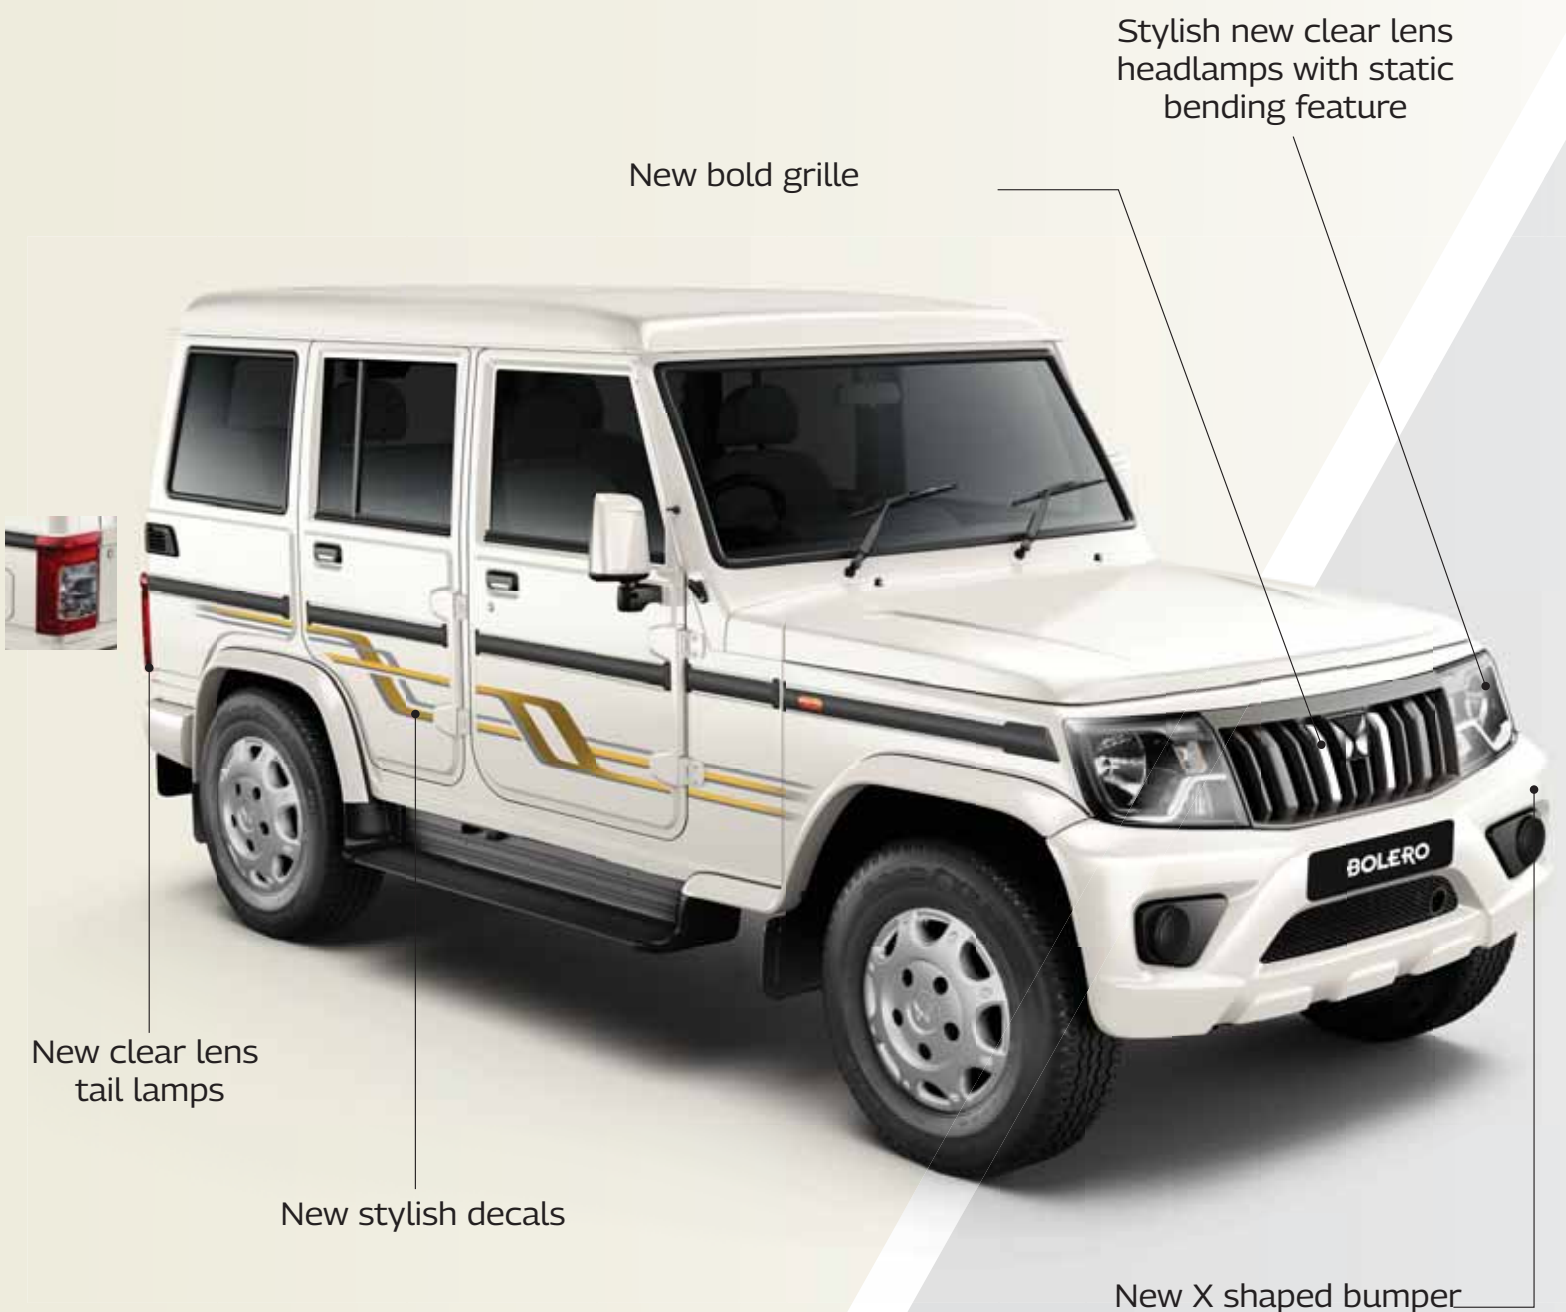 Stylish new clear lens
headlamps with static
bending feature
New bold grille
BOLERO
New clear lens
tail lamps
New stylish decals
New X shaped bumper